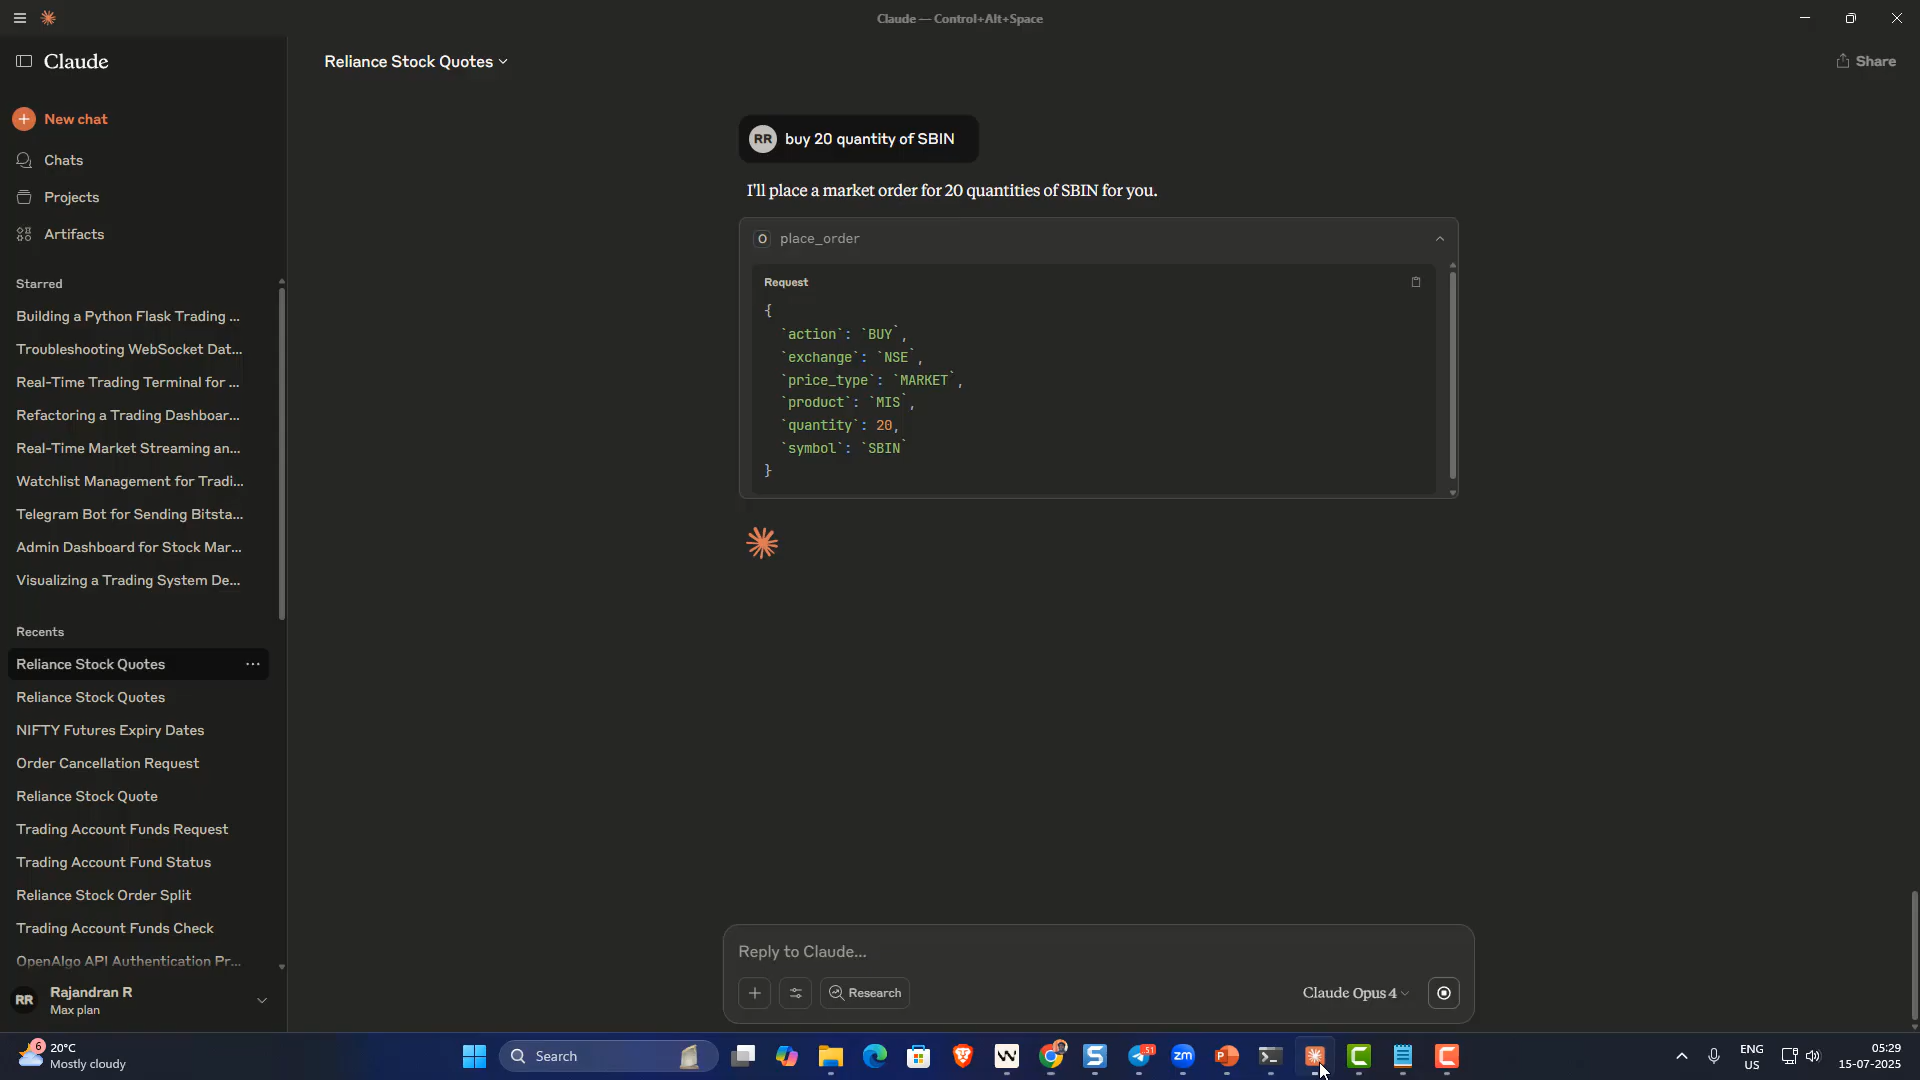 Claude — Control+Alt+Space
Claude
Reliance Stock Quotes
Share
New chat
Chats
Projects
Artifacts
Starred
Building a Python Flask Trading ...
Troubleshooting WebSocket Dat...
Real-Time Trading Terminal for ...
Refactoring a Trading Dashboar...
Real-Time Market Streaming an...
Watchlist Management for Tradi...
Telegram Bot for Sending Bitsta...
Admin Dashboard for Stock Mar...
Visualizing a Trading System De...
Recents
Reliance Stock Quotes
Reliance Stock Quotes
NIFTY Futures Expiry Dates
Order Cancellation Request
Reliance Stock Quote
Trading Account Funds Request
Trading Account Fund Status
Reliance Stock Order Split
Trading Account Funds Check
OpenAlgo API Authentication Pr...
RR
Rajandran R
Max plan
RR buy 20 quantity of SBIN
I'll place a market order for 20 quantities of SBIN for you.
O place_order
Request
{
`action`: `BUY`,
`exchange`: `NSE`,
`price_type`: `MARKET`,
`product`: `MIS`,
`quantity`: 20,
`symbol`: `SBIN`
}
Reply to Claude...
Research
Claude Opus 4
6
20°C
Mostly cloudy
Search
51
zm
ENG
US
05:29
15-07-2025